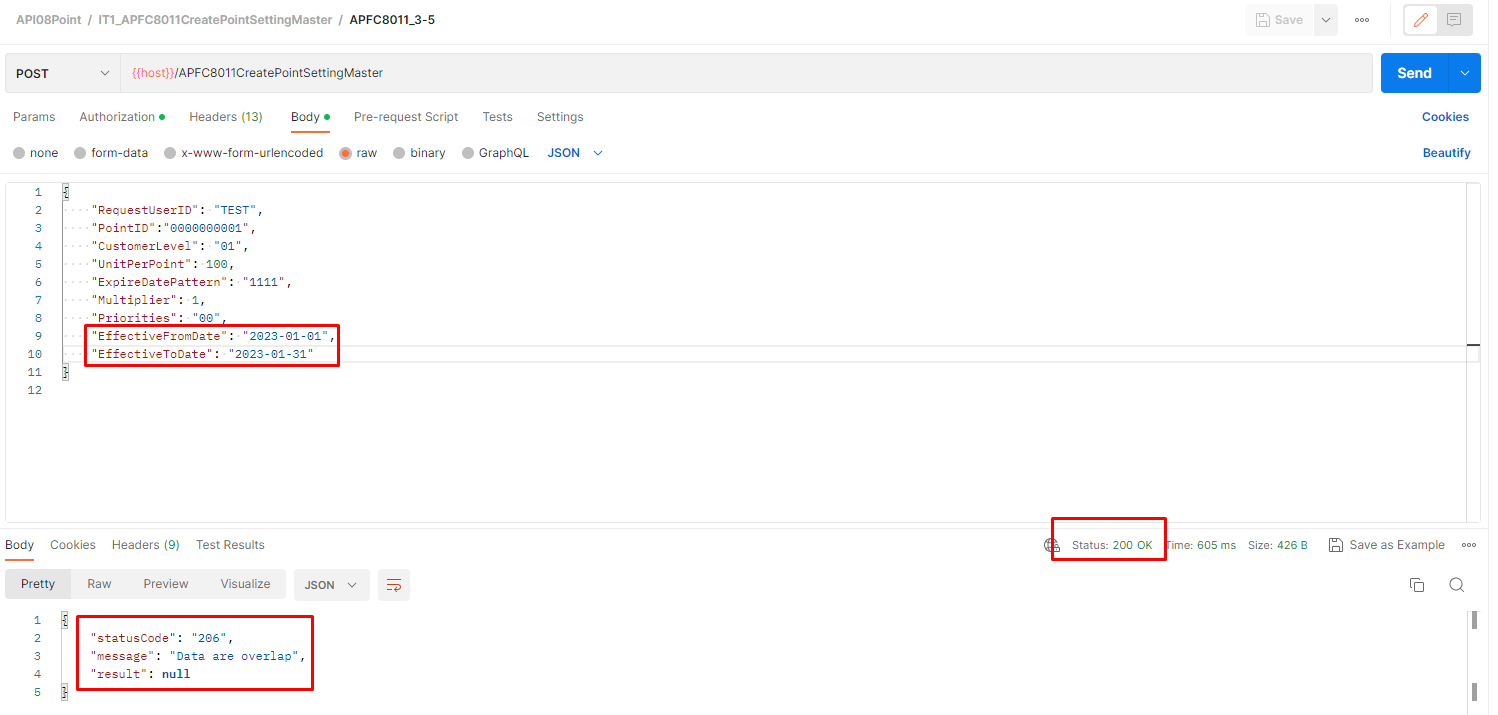 API08Point / IT1_APFC8011CreatePointSettingMaster / APFC8011_3-5
Save
POST {{host}}/APFC8011CreatePointSettingMaster Send
Params Authorization Headers (13) Body Pre-request Script Tests Settings Cookies
none form-data x-www-form-urlencoded raw binary GraphQL JSON Beautify
1 {
2 "RequestUserID": "TEST",
3 "PointID":"0000000001",
4 "CustomerLevel": "01",
5 "UnitPerPoint": 100,
6 "ExpireDatePattern": "1111",
7 "Multiplier": 1,
8 "Priorities": "00",
9 "EffectiveFromDate": "2023-01-01",
10 "EffectiveToDate": "2023-01-31"
11 }
12
Body Cookies Headers (9) Test Results Status: 200 OK Time: 605 ms Size: 426 B Save as Example
Pretty Raw Preview Visualize JSON
1 {
2 "statusCode": "206",
3 "message": "Data are overlap",
4 "result": null
5 }